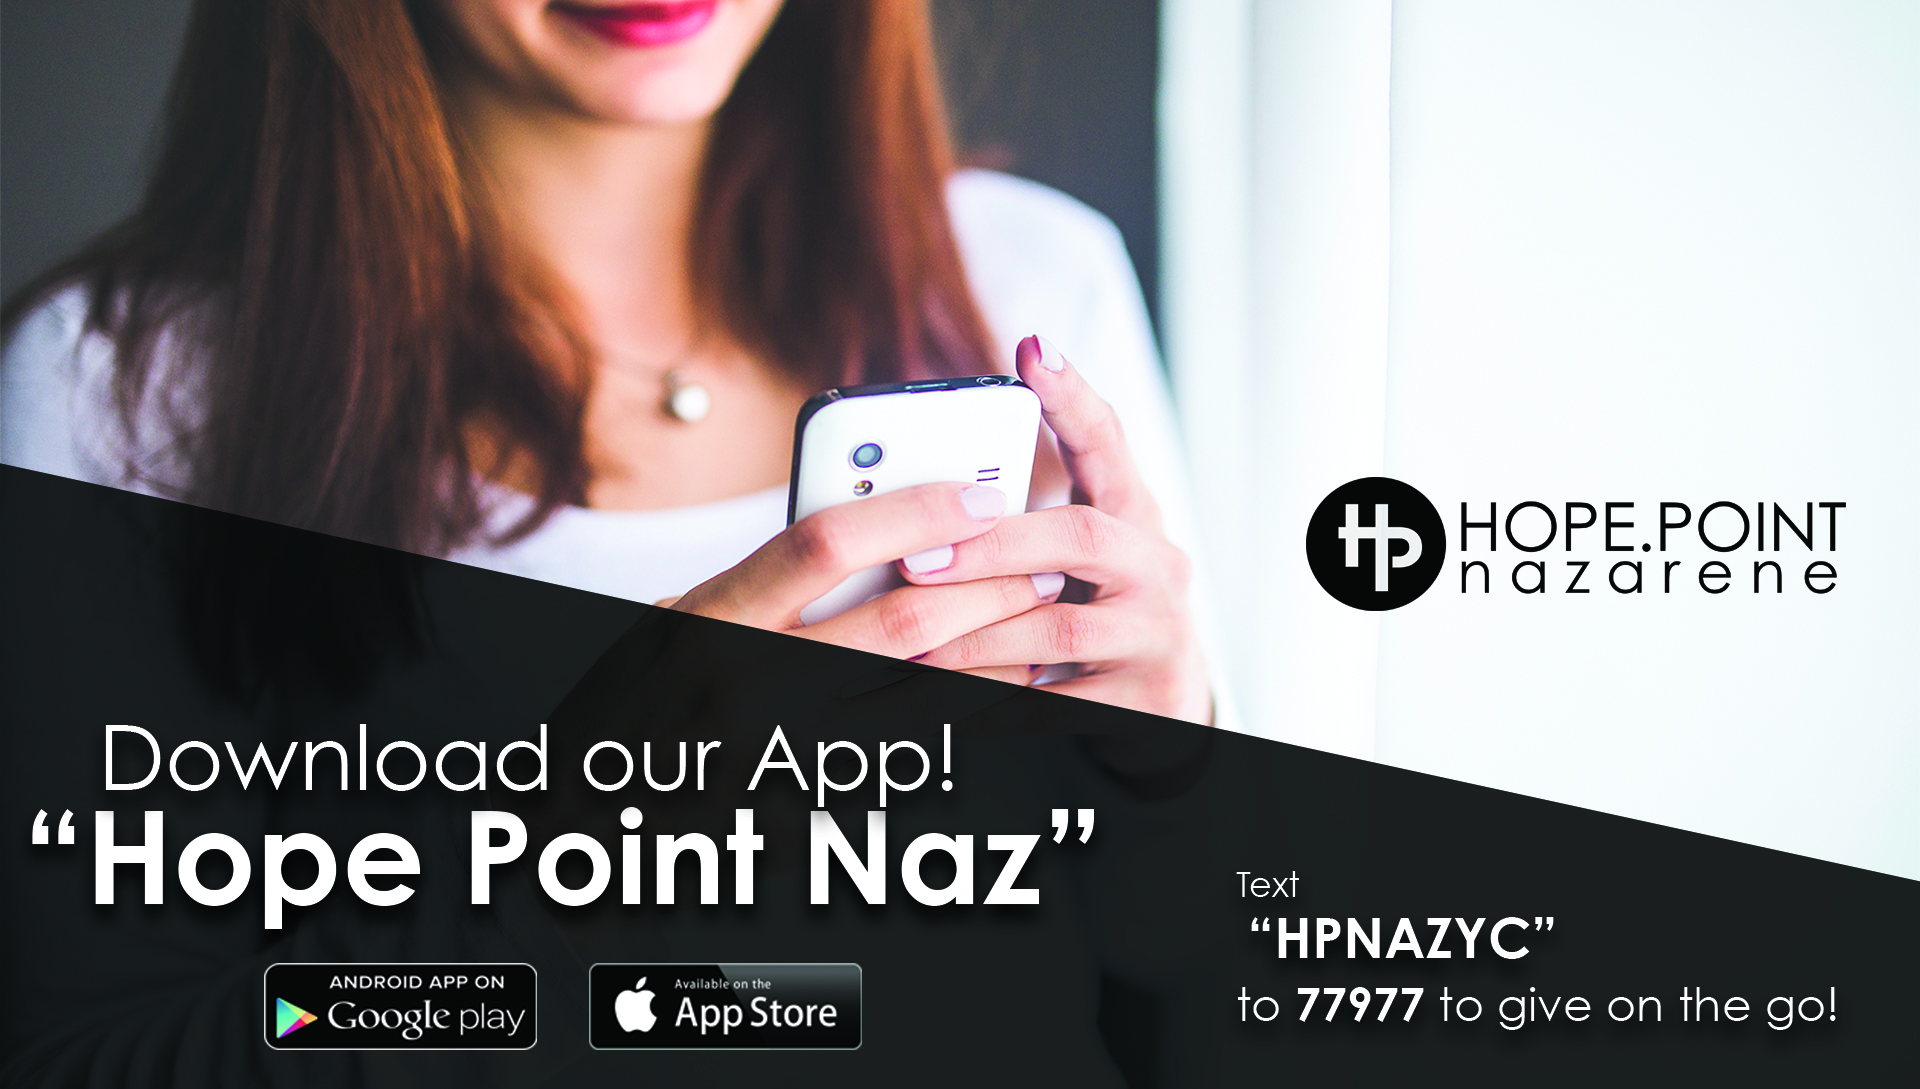 HP HOPE.POINT
nazarene
Download our App!
“Hope Point Naz”
ANDROID APP ON
Google play
Available on the
App Store
Text
“HPNAZYC”
to 77977 to give on the go!